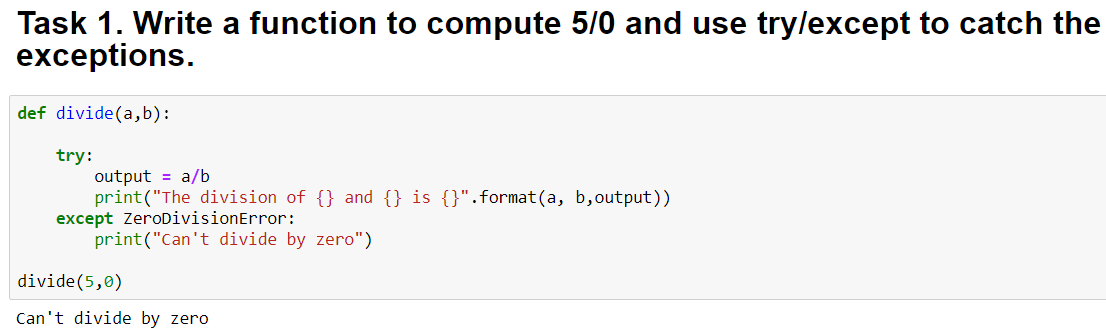 Task 1. Write a function to compute 5/0 and use try/except to catch the
exceptions.
def divide(a,b):
    try:
        output = a/b
        print("The division of {} and {} is {}".format(a, b,output))
    except ZeroDivisionError:
        print("Can't divide by zero")
divide(5,0)
Can't divide by zero